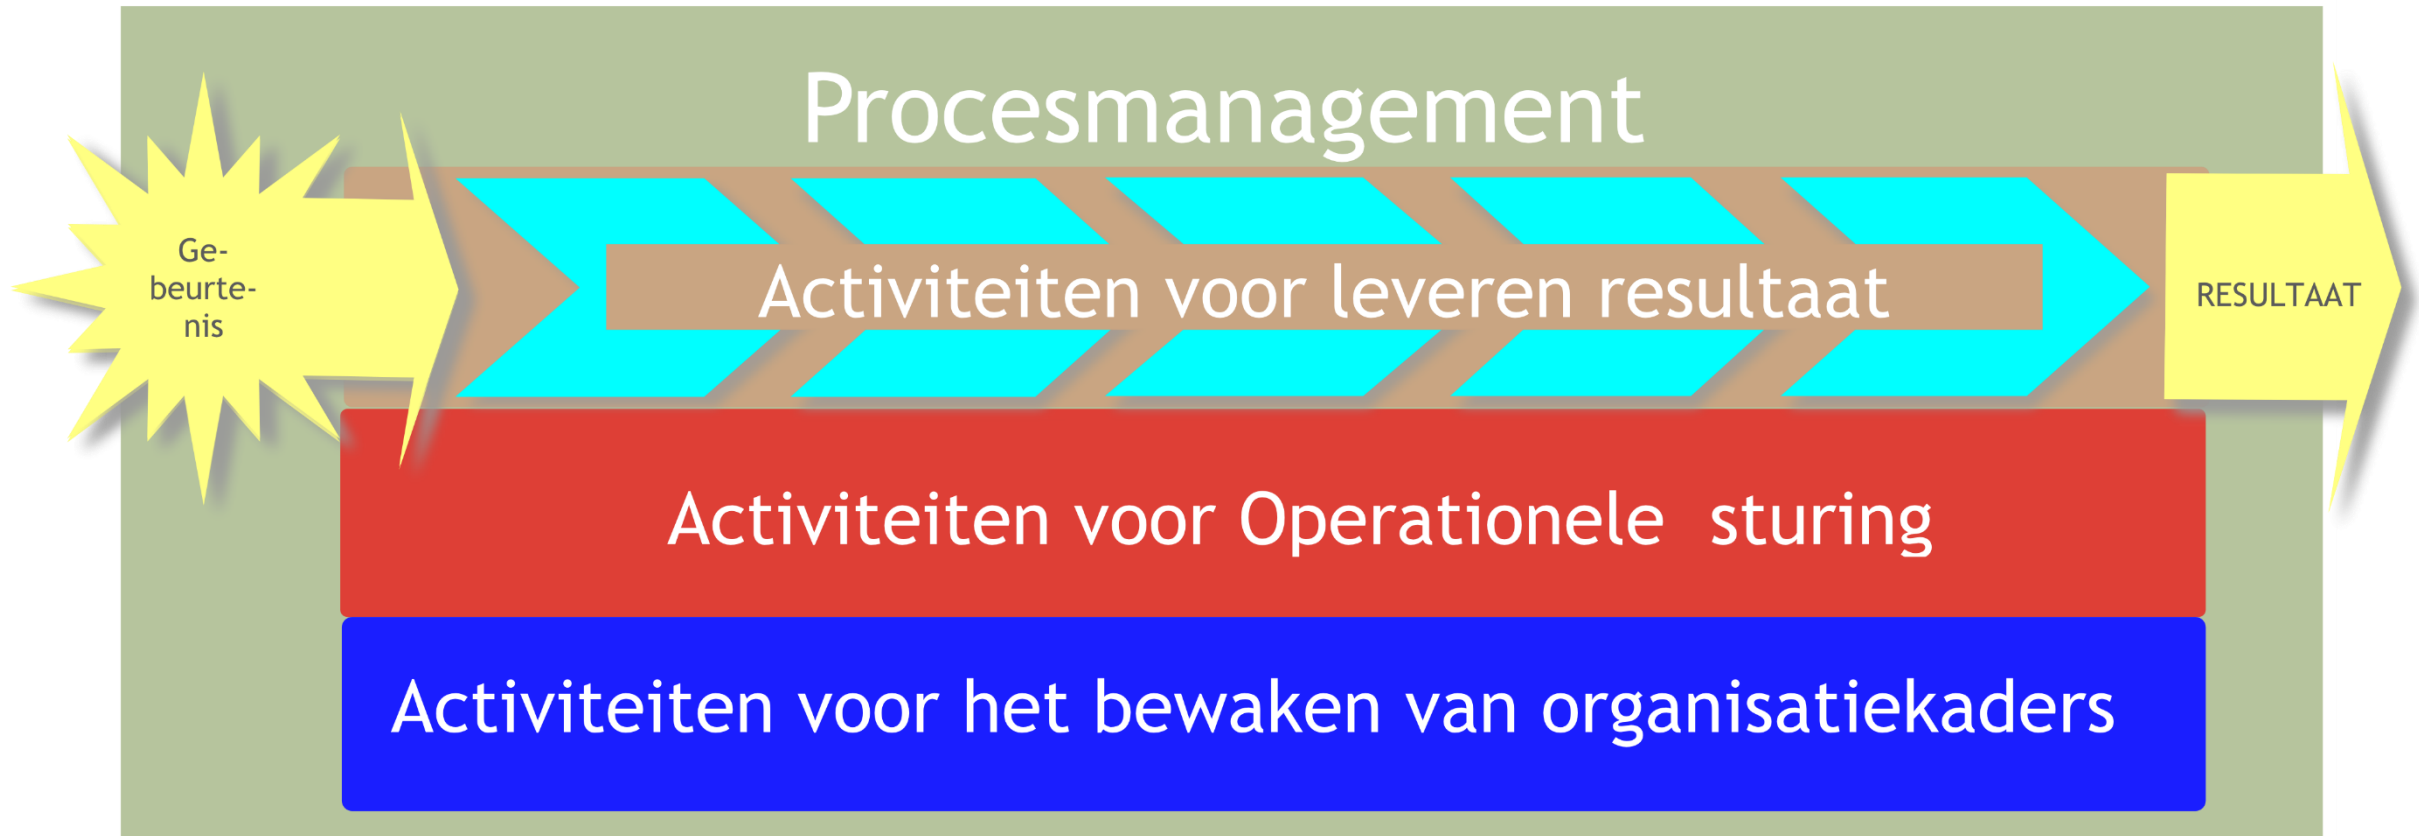 Procesmanagement
Ge-
beurte-
nis
Activiteiten voor leveren resultaat
RESULTAAT
Activiteiten voor Operationele  sturing
Activiteiten voor het bewaken van organisatiekaders